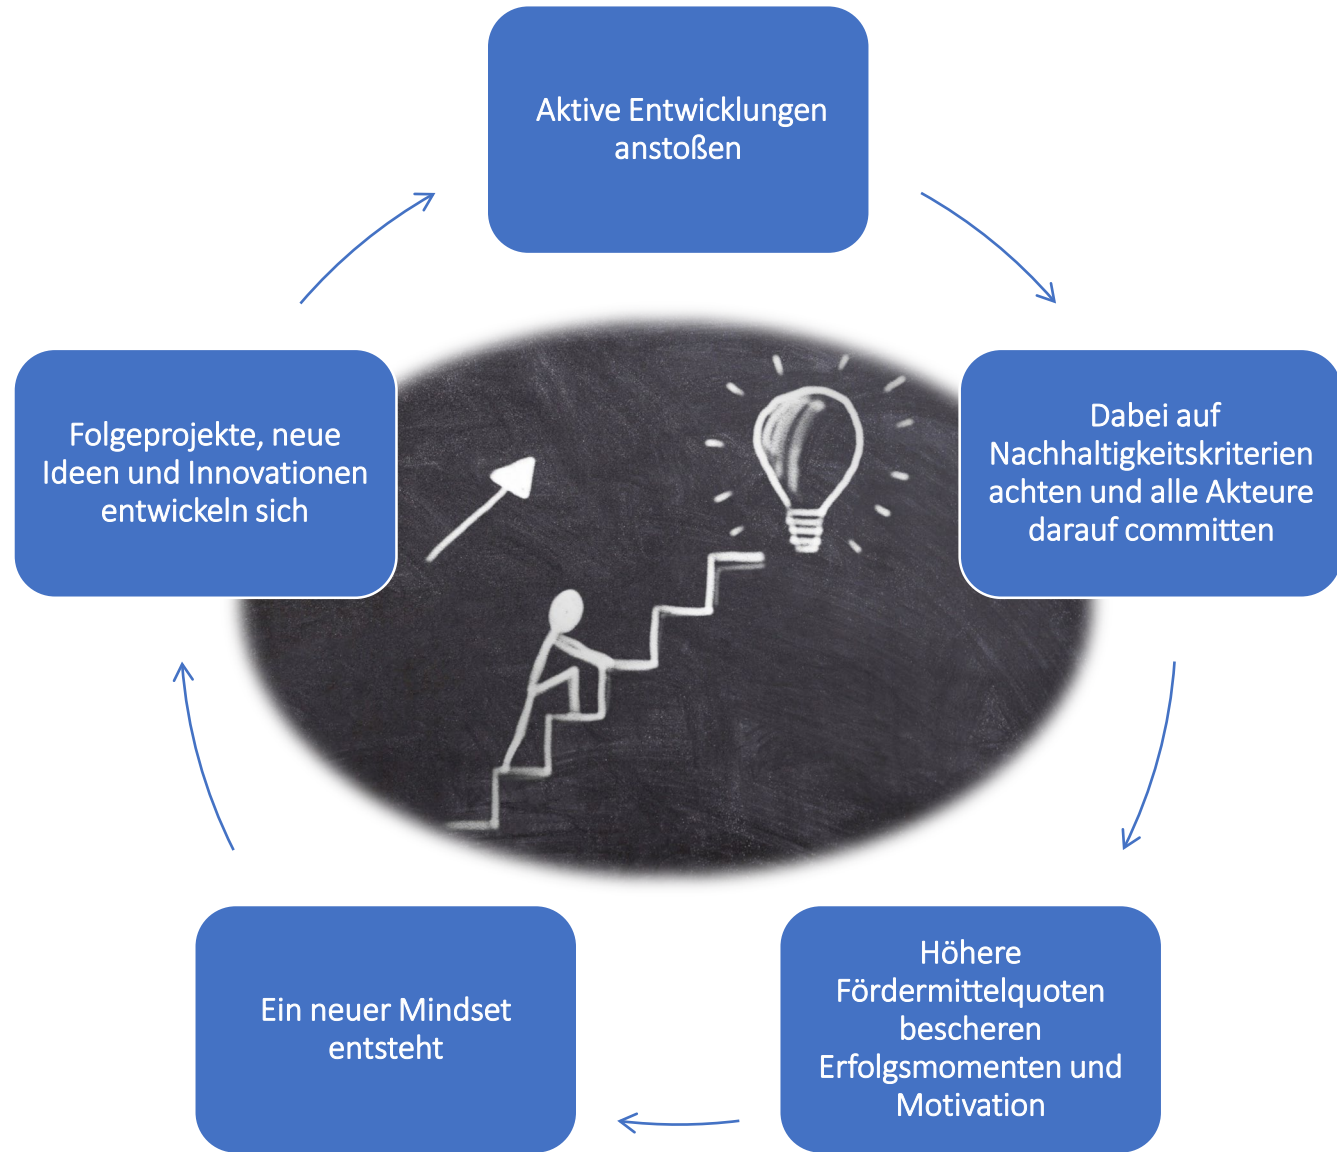 Aktive Entwicklungen
anstoßen
Dabei auf
Nachhaltigkeitskriterien
achten und alle Akteure
darauf committen
Höhere
Fördermittelquoten
bescheren
Erfolgsmomenten und
Motivation
Ein neuer Mindset
entsteht
Folgeprojekte, neue
Ideen und Innovationen
entwickeln sich